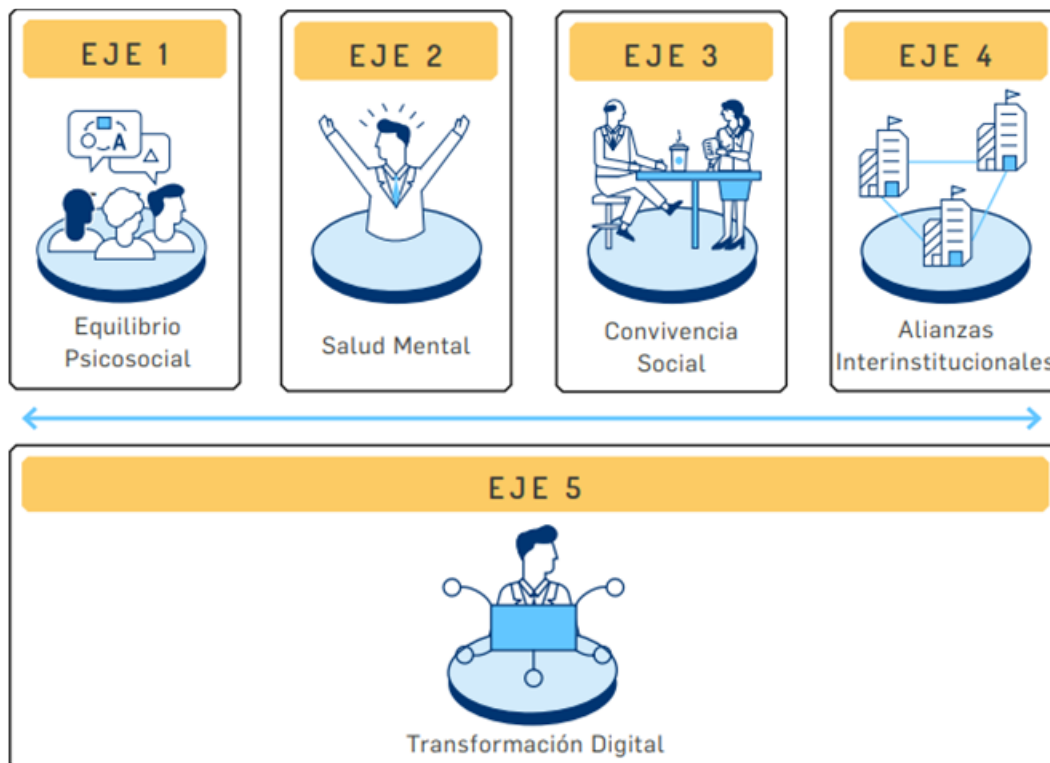 EJE 1
EJE 2
EJE 3
EJE 4
A
Equilibrio
Psicosocial
Salud Mental
Convivencia
Social
Alianzas
Interinstitucionales
EJE 5
Transformación Digital